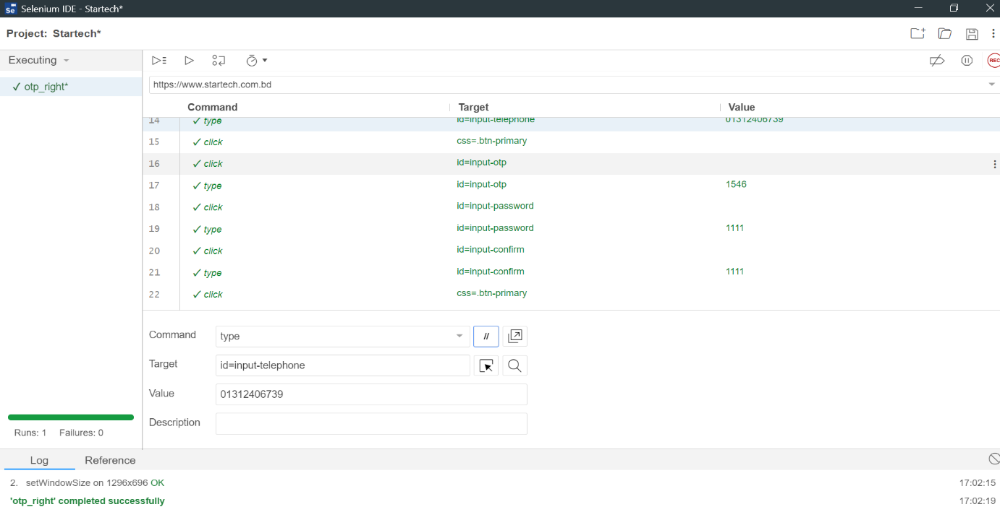 Se Selenium IDE - Startech*
Project: Startech*
Executing
REC
✓ otp_right*
https://www.startech.com.bd
Command Target Value
14 ✓ type id=input-telephone 01312406739
15 ✓ click css=.btn-primary
16 ✓ click id=input-otp
17 ✓ type id=input-otp 1546
18 ✓ click id=input-password
19 ✓ type id=input-password 1111
20 ✓ click id=input-confirm
21 ✓ type id=input-confirm 1111
22 ✓ click css=.btn-primary
Command type //
Target id=input-telephone
Value 01312406739
Description
Runs: 1 Failures: 0
Log Reference
2. setWindowSize on 1296x696 OK 17:02:15
'otp_right' completed successfully 17:02:19